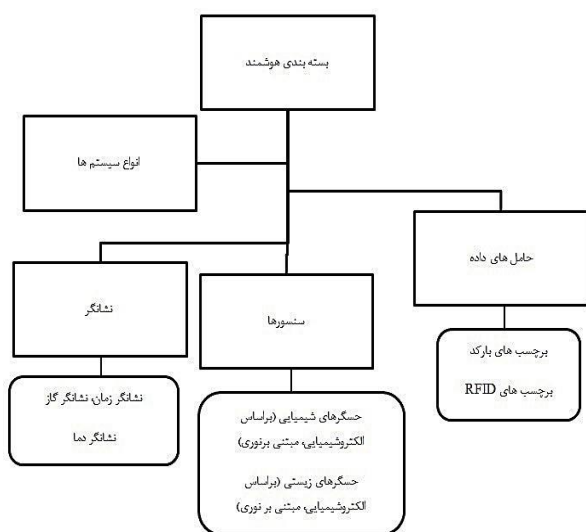 بسته بندی هوشمند
انواع سیستم ها
حامل های داده
برچسب های بارکد
برچسب های RFID
سنسورها
حسگرهای شیمیایی (براساس
الکتروشیمیایی، مبتنی برنوری)
حسگرهای زیستی (براساس
الکتروشیمیایی، مبتنی بر نوری)
نشانگر
نشانگر زمان، نشانگر گاز
نشانگر دما